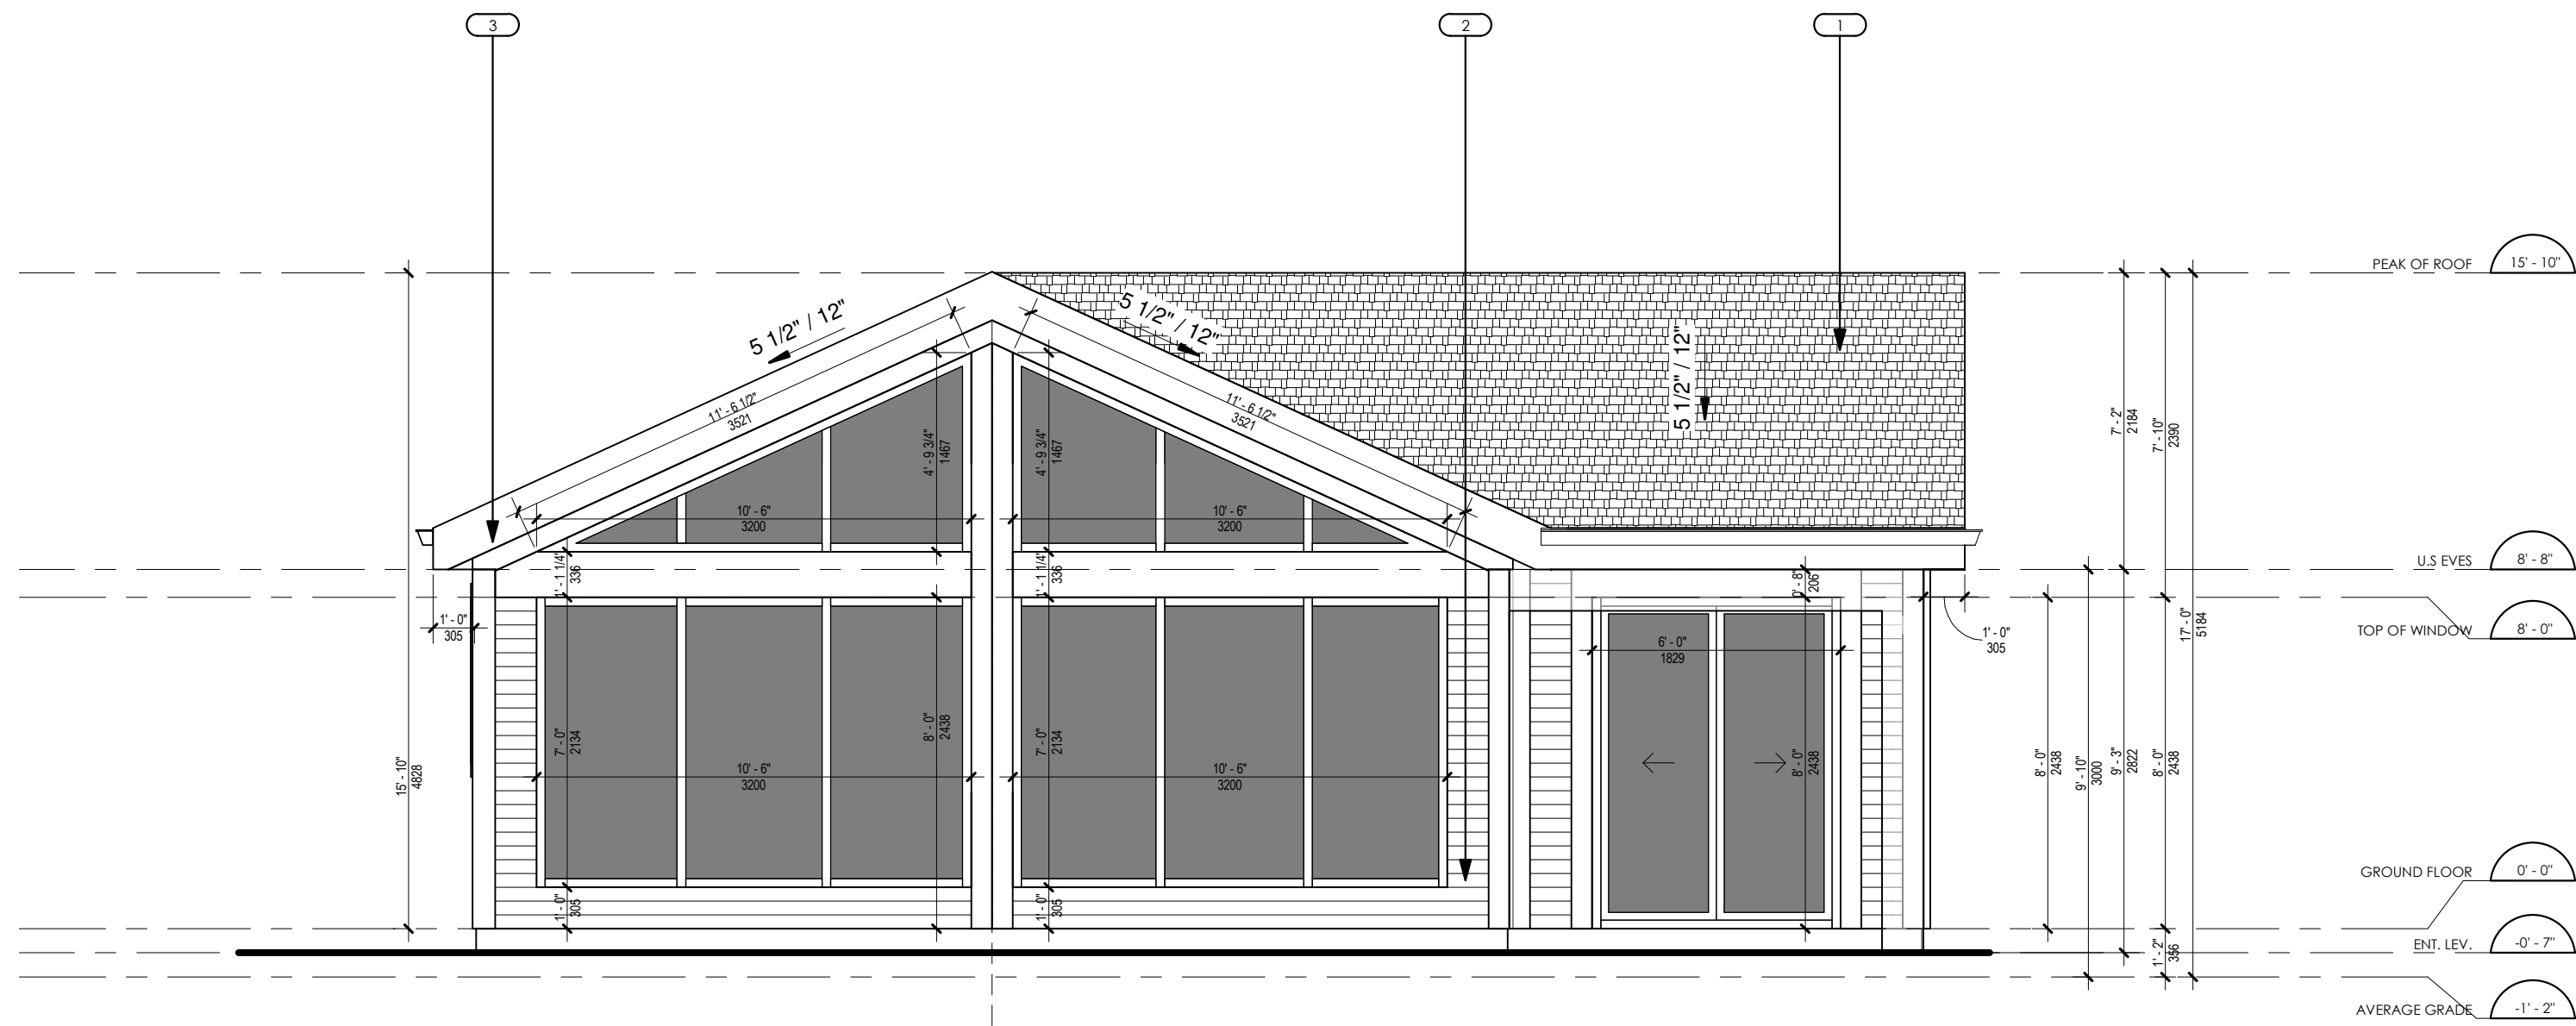 3
2
1
PEAK OF ROOF 15' - 10"
5 1/2" / 12"
5 1/2" / 12"
5 1/2" / 12"
11' - 6 1/2"
3521
11' - 6 1/2"
3521
7' - 2"
2184
7' - 10"
2390
4' - 9 3/4"
1467
4' - 9 3/4"
1467
10' - 6"
3200
10' - 6"
3200
U.S EVES 8' - 8"
1' - 1 1/4"
336
1' - 1 1/4"
336
0' - 8"
206
1' - 0"
305
TOP OF WINDOW 8' - 0"
17' - 0"
5184
1' - 0"
305
6' - 0"
1829
15' - 10"
4828
7' - 0"
2134
8' - 0"
2438
7' - 0"
2134
10' - 6"
3200
10' - 6"
3200
8' - 0"
2438
8' - 0"
2438
9' - 10"
3000
9' - 3"
2822
8' - 0"
2438
GROUND FLOOR 0' - 0"
1' - 0"
305
1' - 0"
305
ENT. LEV. -0' - 7"
1' - 2"
356
AVERAGE GRADE -1' - 2"